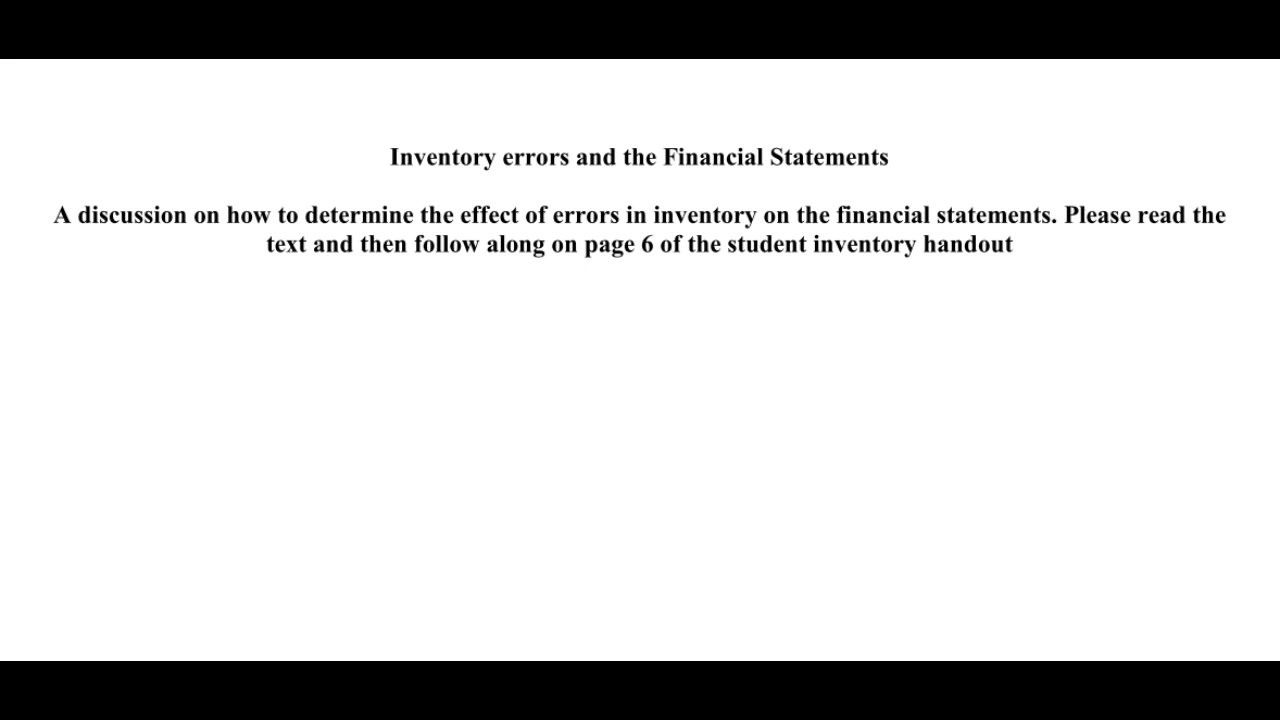 Inventory errors and the Financial Statements
A discussion on how to determine the effect of errors in inventory on the financial statements. Please read the
text and then follow along on page 6 of the student inventory handout